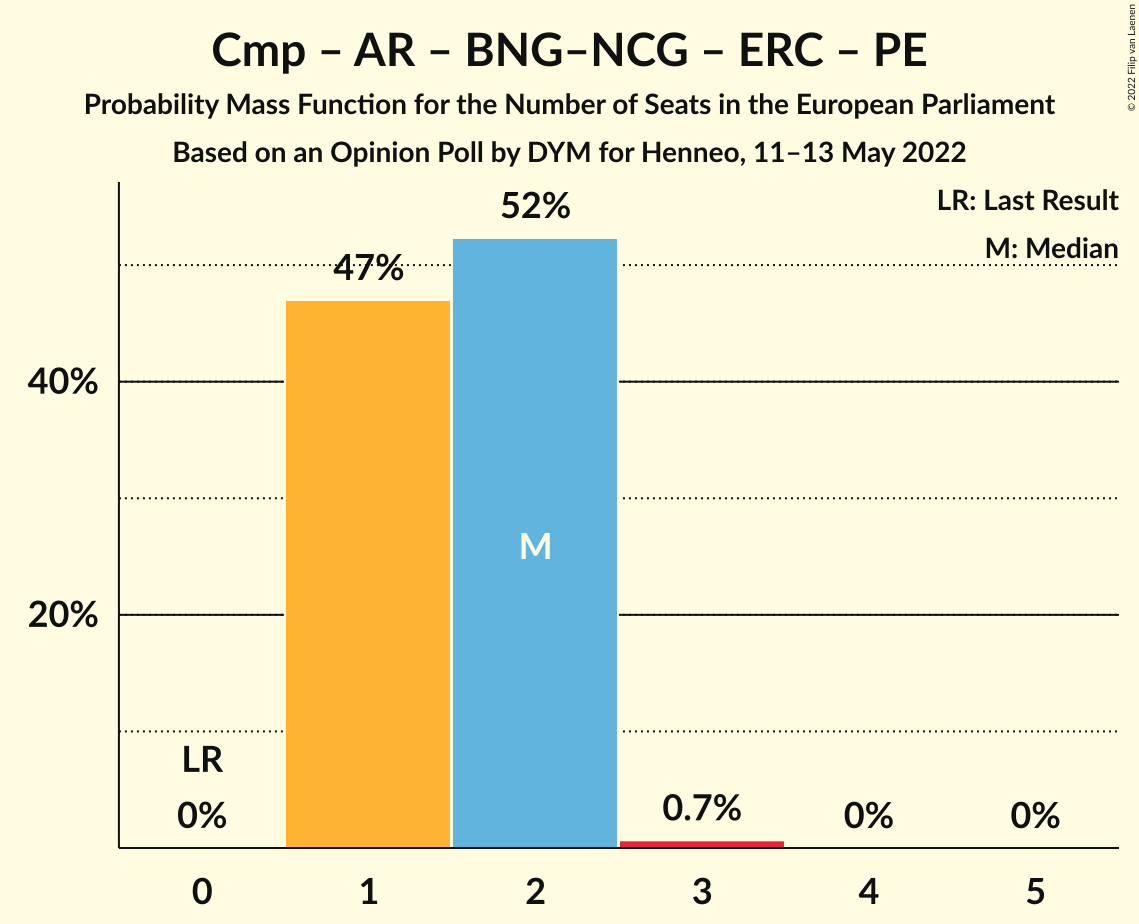 Cmp – AR – BNG–NCG – ERC – PE
Probability Mass Function for the Number of Seats in the European Parliament
Based on an Opinion Poll by DYM for Henneo, 11–13 May 2022
© 2022 Filip van Laenen
LR: Last Result
M: Median
52%
47%
40%
M
20%
LR
0%
0.7%
0%
0%
0 1 2 3 4 5